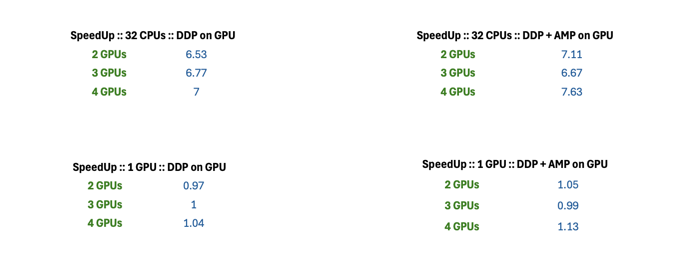 SpeedUp :: 32 CPUs :: DDP on GPU
2 GPUs 6.53
3 GPUs 6.77
4 GPUs 7
SpeedUp :: 32 CPUs :: DDP + AMP on GPU
2 GPUs 7.11
3 GPUs 6.67
4 GPUs 7.63
SpeedUp :: 1 GPU :: DDP on GPU
2 GPUs 0.97
3 GPUs 1
4 GPUs 1.04
SpeedUp :: 1 GPU :: DDP + AMP on GPU
2 GPUs 1.05
3 GPUs 0.99
4 GPUs 1.13